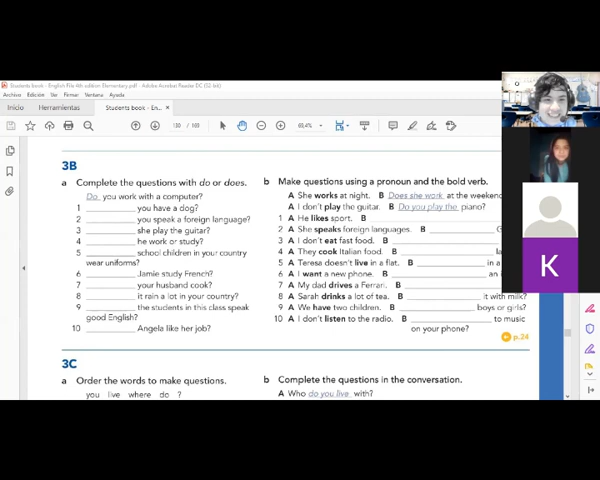 Students book - English File 4th edition Elementary.pdf - Adobe Acrobat Reader DC (32-bit)
Archivo Edición Ver Firmar Ventana Ayuda
Inicio Herramientas Students book - En... ×
69,4%
3B
a Complete the questions with do or does.
Do you work with a computer?
1 you have a dog?
2 you speak a foreign language?
3 she play the guitar?
4 he work or study?
5 school children in your country
wear uniforms?
6 Jamie study French?
7 your husband cook?
8 it rain a lot in your country?
9 the students in this class speak
good English?
10 Angela like her job?
b Make questions using a pronoun and the bold verb.
A She works at night. B Does she work at the weekend
A I don't play the guitar. B Do you play the piano?
1 A He likes sport. B
2 A She speaks foreign languages. B
3 A I don't eat fast food. B
4 A They cook Italian food. B
5 A Teresa doesn't live in a flat. B in a
6 A I want a new phone. B
7 A My dad drives a Ferrari. B
8 A Sarah drinks a lot of tea. B it with milk?
9 A We have two children. B boys or girls?
10 A I don't listen to the radio. B to music
on your phone?
p.24
3C
a Order the words to make questions.
you live where do ?
b Complete the questions in the conversation.
A Who do you live with?
K